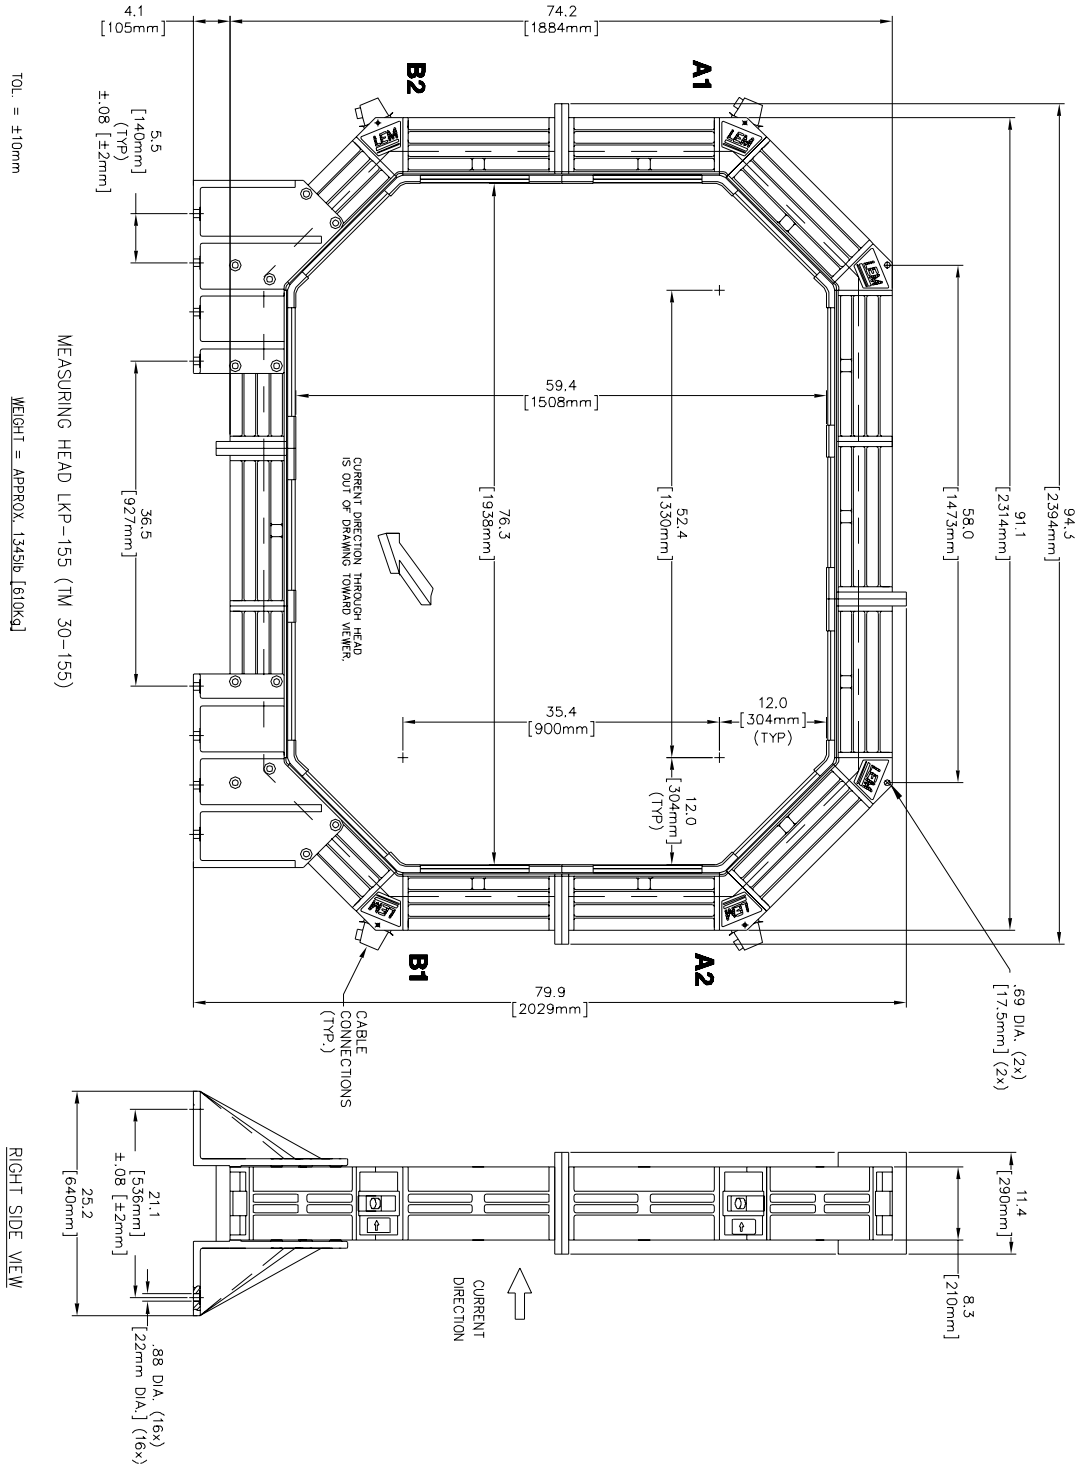 94.3
[2394mm]
91.1
[2314mm]
58.0
[1473mm]
.69 DIA. (2x)
[17.5mm] (2x)
11.4
[290mm]
8.3
[210mm]
74.2
[1884mm]
4.1
[105mm]
A1
A2
B2
B1
LEM
LEM
LEM
LEM
LEM
LEM
12.0
[304mm]
(TYP)
12.0
[304mm]
(TYP)
52.4
[1330mm]
59.4
[1508mm]
35.4
[900mm]
76.3
[1938mm]
CURRENT DIRECTION THROUGH HEAD
IS OUT OF DRAWING TOWARD VIEWER.
79.9
[2029mm]
CABLE
CONNECTIONS
(TYP.)
CURRENT
DIRECTION
5.5
[140mm]
(TYP)
±.08 [±2mm]
36.5
[927mm]
21.1
[536mm]
±.08 [±2mm]
25.2
[640mm]
.88 DIA. (16x)
[22mm DIA.] (16x)
MEASURING HEAD LKP-155 (TM 30-155)
TOL. = ±10mm
WEIGHT = APPROX. 1345lb [610Kg]
RIGHT SIDE VIEW